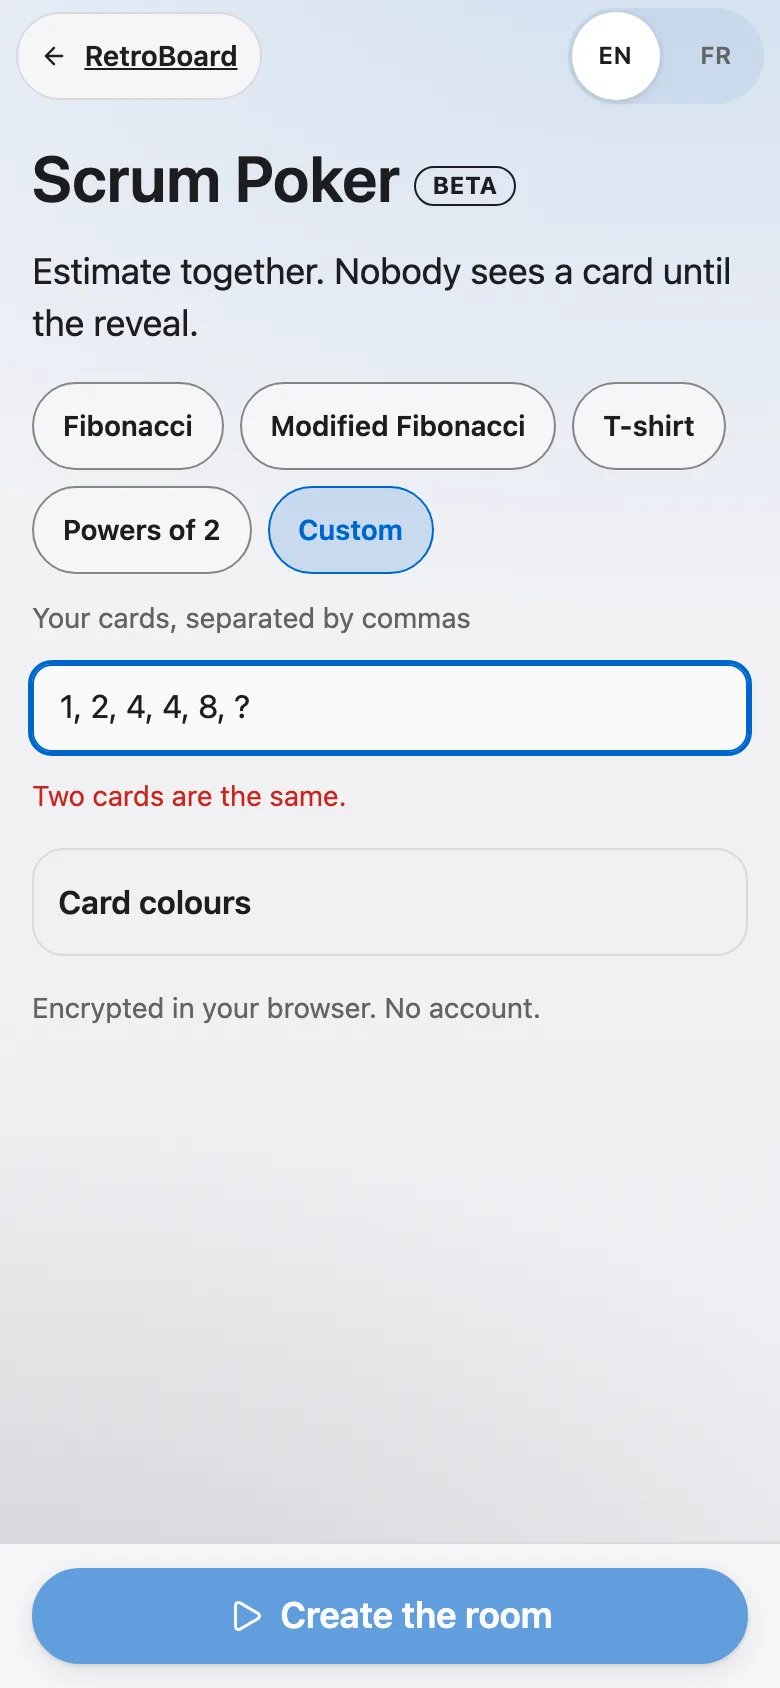 RetroBoard
EN FR
Scrum Poker BETA
Estimate together. Nobody sees a card until
the reveal.
Fibonacci Modified Fibonacci T-shirt
Powers of 2 Custom
Your cards, separated by commas
1, 2, 4, 4, 8, ?
Two cards are the same.
Card colours
Encrypted in your browser. No account.
Create the room